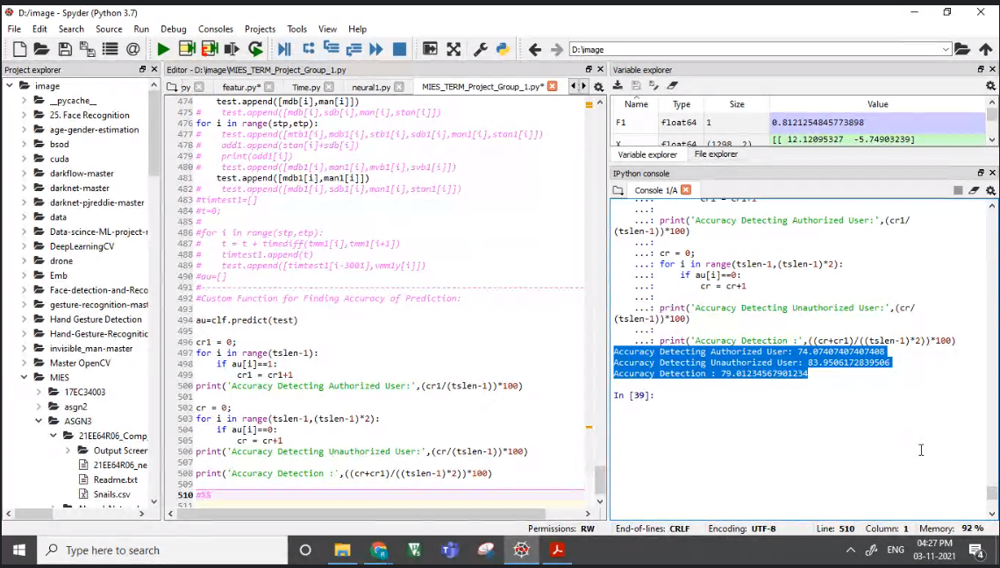 D:/image - Spyder (Python 3.7)
File Edit Search Source Run Debug Consoles Projects Tools View Help
D:\image
Project explorer
image
__pycache__
25. Face Recognition
age-gender-estimation
bsod
cuda
darkflow-master
darknet-master
darknet-pjreddie-master
data
Data-scince-ML-project-r
DeepLearningCV
drone
Emb
Face-detection-and-Reco
gesture-recognition-mast
Hand Gesture Detection
Hand-Gesture-Recognitic
invisible_man-master
Master OpenCV
MIES
17EC34003
asgn2
ASGN3
21EE64R06_Comp_
Output Screer
21EE64R06_ne
Readme.txt
Snails.csv
Editor - D:\image\MIES_TERM_Project_Group_1.py
py featur.py* Time.py neural1.py MIES_TERM_Project_Group_1.py*
474 test.append([mdb[i],man[i]])
475 # test.append([mdb[i],sdb[i],man[i],stan[i]])
476 for i in range(stp,etp):
477 # test.append([mtb1[i],mdb1[i],stb1[i],sdb1[i],man1[i],stan1[i]])
478 # add1.append(stan[i]+sdb[i])
479 # print(add1[i])
480 # test.append([mdb1[i],man1[i],mvb1[i],svb1[i]])
481 test.append([mdb1[i],man1[i]])
482 # test.append([mdb1[i],sdb1[i],man1[i],stan1[i]])
483 #timtest1=[]
484 #t=0;
485 #
486 #for i in range(stp,etp):
487 # t = t + timediff(tmm1[i],tmm1[i+1])
488 # timtest1.append(t)
489 # test.append([timtest1[i-3001],vmm1y[i]])
490 #au=[]
491 #----------------------------------------------------------------------
492 #Custom Function for Finding Accuracy of Prediction:
493
494 au=clf.predict(test)
495
496 cr1 = 0;
497 for i in range(tslen-1):
498 if au[i]==1:
499 cr1 = cr1+1
500 print('Accuracy Detecting Authorized User:',(cr1/(tslen-1))*100)
501
502 cr = 0;
503 for i in range(tslen-1,(tslen-1)*2):
504 if au[i]==0:
505 cr = cr+1
506 print('Accuracy Detecting Unauthorized User:',(cr/(tslen-1))*100)
507
508 print('Accuracy Detection :',((cr+cr1)/((tslen-1)*2))*100)
509
510 #%%
511
Variable explorer
Name Type Size Value
F1 float64 1 0.8121254845773898
X float64 (1298, 2) [[ 12.12095327 -5.74903239]
Variable explorer File explorer
IPython console
Console 1/A
...: cr1 = cr1+1
...:
...: print('Accuracy Detecting Authorized User:',(cr1/
(tslen-1))*100)
...:
...: cr = 0;
...: for i in range(tslen-1,(tslen-1)*2):
...: if au[i]==0:
...: cr = cr+1
...:
...: print('Accuracy Detecting Unauthorized User:',(cr/
(tslen-1))*100)
...:
...: print('Accuracy Detection :',((cr+cr1)/((tslen-1)*2))*100)
Accuracy Detecting Authorized User: 74.07407407407408
Accuracy Detecting Unauthorized User: 83.9506172839506
Accuracy Detection : 79.01234567901234
In [39]:
Permissions: RW End-of-lines: CRLF Encoding: UTF-8 Line: 510 Column: 1 Memory: 92 %
Type here to search
ENG
04:27 PM
03-11-2021
4